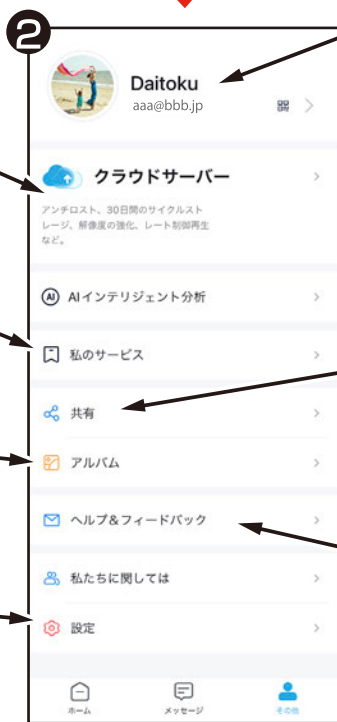 2
Daitoku
aaa@bbb.jp
クラウドサーバー
アンチロスト、30日間のサイクルスト
レージ、解像度の強化、レート制御再生
など。
AI AIインテリジェント分析
私のサービス
共有
アルバム
ヘルプ&フィードバック
私たちに関しては
設定
ホーム
メッセージ
その他